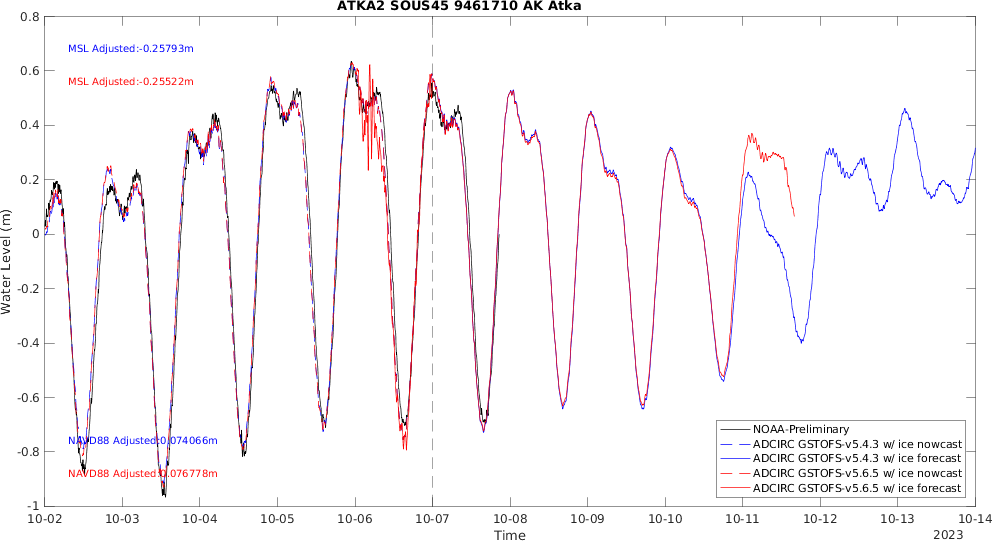 ATKA2 SOUS45 9461710 AK Atka
0.8
0.6
0.4
0.2
0
-0.2
-0.4
-0.6
-0.8
-1
Water Level (m)
MSL Adjusted:-0.25793m
MSL Adjusted:-0.25522m
NAVD88 Adjusted:0.074066m
NAVD88 Adjusted:0.076778m
NOAA-Preliminary
ADCIRC GSTOFS-v5.4.3 w/ ice nowcast
ADCIRC GSTOFS-v5.4.3 w/ ice forecast
ADCIRC GSTOFS-v5.6.5 w/ ice nowcast
ADCIRC GSTOFS-v5.6.5 w/ ice forecast
10-02 10-03 10-04 10-05 10-06 10-07 10-08 10-09 10-10 10-11 10-12 10-13 10-14
Time
2023